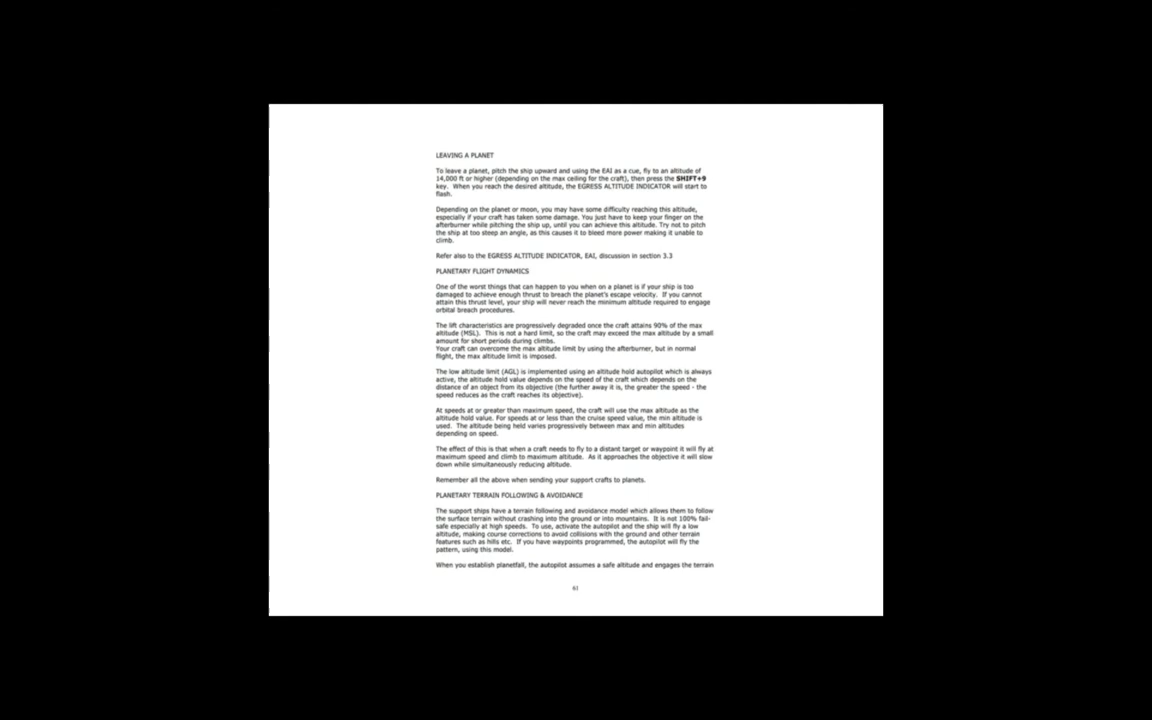 LEAVING A PLANET
To leave a planet, pitch the ship upward and using the EAI as a cue, fly to an altitude of
14,000 ft or higher (depending on the max ceiling for the craft), then press the SHIFT+9
key. When you reach the desired altitude, the EGRESS ALTITUDE INDICATOR will start to
flash.
Depending on the planet or moon, you may have some difficulty reaching this altitude,
especially if your craft has taken some damage. You just have to keep your finger on the
afterburner while pitching the ship up, until you can achieve this altitude. Try not to pitch
the ship at too steep an angle, as this causes it to bleed more power making it unable to
climb.
Refer also to the EGRESS ALTITUDE INDICATOR, EAI, discussion in section 3.3
PLANETARY FLIGHT DYNAMICS
One of the worst things that can happen to you when on a planet is if your ship is too
damaged to achieve enough thrust to breach the planet's escape velocity. If you cannot
attain this thrust level, your ship will never reach the minimum altitude required to engage
orbital breach procedures.
The lift characteristics are progressively degraded once the craft attains 90% of the max
altitude (MSL). This is not a hard limit, so the craft may exceed the max altitude by a small
amount for short periods during climbs.
Your craft can overcome the max altitude limit by using the afterburner, but in normal
flight, the max altitude limit is imposed.
The low altitude limit (AGL) is implemented using an altitude hold autopilot which is always
active, the altitude hold value depends on the speed of the craft which depends on the
distance of an object from its objective (the further away it is, the greater the speed - the
speed reduces as the craft reaches its objective).
At speeds at or greater than maximum speed, the craft will use the max altitude as the
altitude hold value. For speeds at or less than the cruise speed value, the min altitude is
used. The altitude being held varies progressively between max and min altitudes
depending on speed.
The effect of this is that when a craft needs to fly to a distant target or waypoint it will fly at
maximum speed and climb to maximum altitude. As it approaches the objective it will slow
down while simultaneously reducing altitude.
Remember all the above when sending your support crafts to planets.
PLANETARY TERRAIN FOLLOWING & AVOIDANCE
The support ships have a terrain following and avoidance model which allows them to follow
the surface terrain without crashing into the ground or into mountains. It is not 100% fail-
safe especially at high speeds. To use, activate the autopilot and the ship will fly a low
altitude, making course corrections to avoid collisions with the ground and other terrain
features such as hills etc. If you have waypoints programmed, the autopilot will fly the
pattern, using this model.
When you establish planetfall, the autopilot assumes a safe altitude and engages the terrain
61